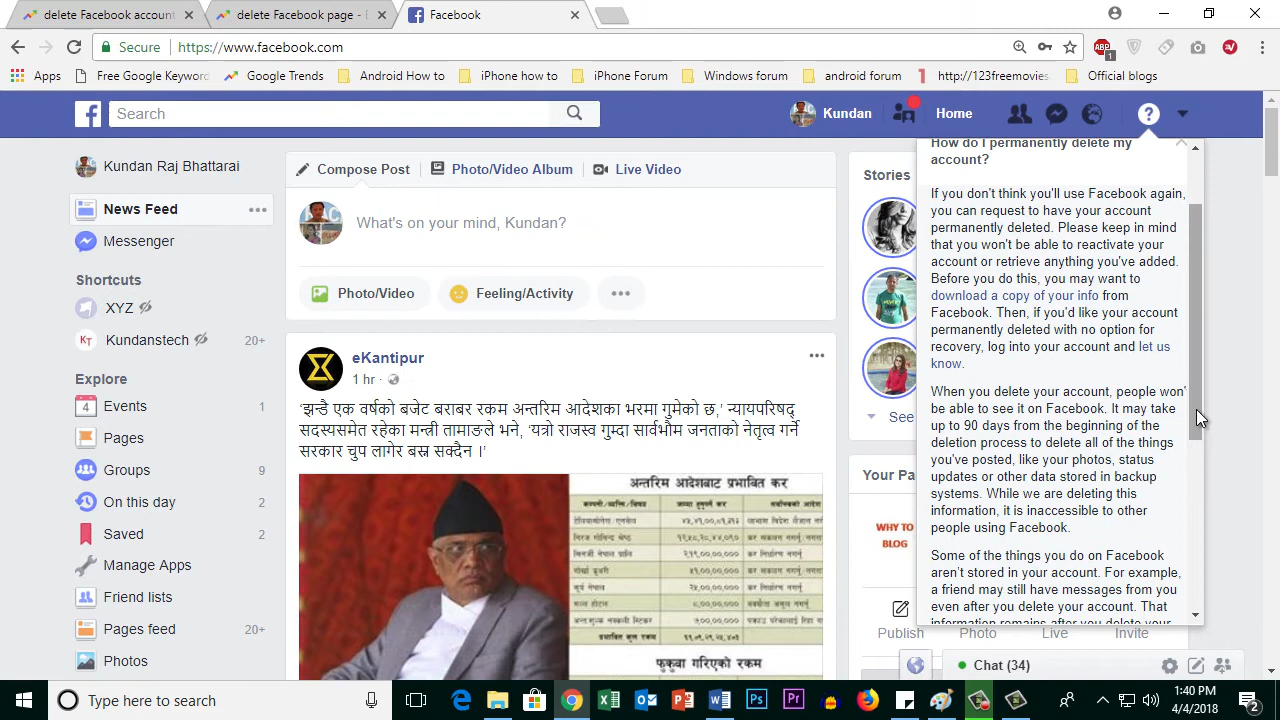 delete Facebook account
delete Facebook page -
Facebook
Secure
https://www.facebook.com
ABP
1
Apps
Free Google Keyword
Google Trends
Android How to
iPhone how to
iPhone Forum
Windows forum
android forum
http://123freemovies.
Official blogs
Search
Kundan
Home
Kundan Raj Bhattarai
News Feed
Messenger
Shortcuts
XYZ
KT
Kundanstech
20+
Explore
4
Events
1
Pages
Groups
9
On this day
2
Saved
2
Manage Apps
Friend lists
Pages feed
20+
Photos
Compose Post
Photo/Video Album
Live Video
What's on your mind, Kundan?
Photo/Video
Feeling/Activity
eKantipur
1 hr ·
'झन्डै एक वर्षको बजेट बराबर रकम अन्तरिम आदेशका भरमा गुमेको छ,' न्यायपरिषद्
सदस्यसमेत रहेका मन्त्री तामाङले भने, 'यत्रो राजस्व गुम्दा सार्वभौम जनताको नेतृत्व गर्ने
सरकार चुप लागेर बस्न सक्दैन ।'
अन्तरिम आदेशबाट प्रभावित कर
फुकुवा गरिएको रकम
Stories
See
Your Pa
WHY TO
BLOG
Publish
Photo
Live
Invite
How do I permanently delete my
account?
If you don't think you'll use Facebook again,
you can request to have your account
permanently deleted. Please keep in mind
that you won't be able to reactivate your
account or retrieve anything you've added.
Before you do this, you may want to
download a copy of your info from
Facebook. Then, if you'd like your account
permanently deleted with no option for
recovery, log into your account and let us
know.
When you delete your account, people won'
be able to see it on Facebook. It may take
up to 90 days from the beginning of the
deletion process to delete all of the things
you've posted, like your photos, status
updates or other data stored in backup
systems. While we are deleting this
information, it is inaccessible to other
people using Facebook.
Some of the things you do on Facebook
aren't stored in your account. For example,
a friend may still have messages from you
even after you delete your account. That
information remains after you delete your
Chat (34)
Type here to search
1:40 PM
4/4/2018
2